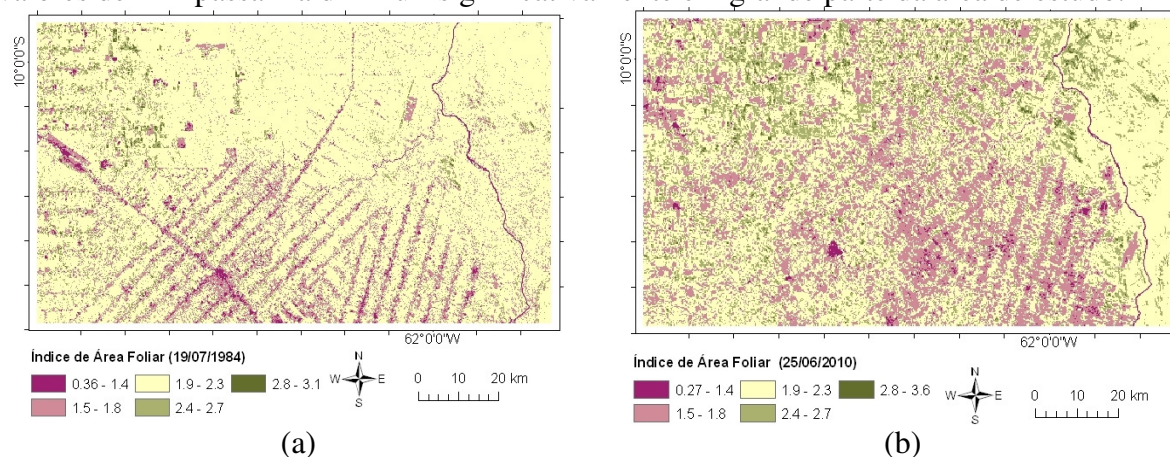 10°0'0"S
62°0'0"W
Índice de Área Foliar (19/07/1984)
0.36 - 1.4
1.9 - 2.3
2.8 - 3.1
1.5 - 1.8
2.4 - 2.7
N
W E
S
0 10 20 km
(a)
10°0'0"S
62°0'0"W
Índice de Área Foliar (25/06/2010)
0.27 - 1.4
1.9 - 2.3
2.8 - 3.6
1.5 - 1.8
2.4 - 2.7
N
W E
S
0 10 20 km
(b)